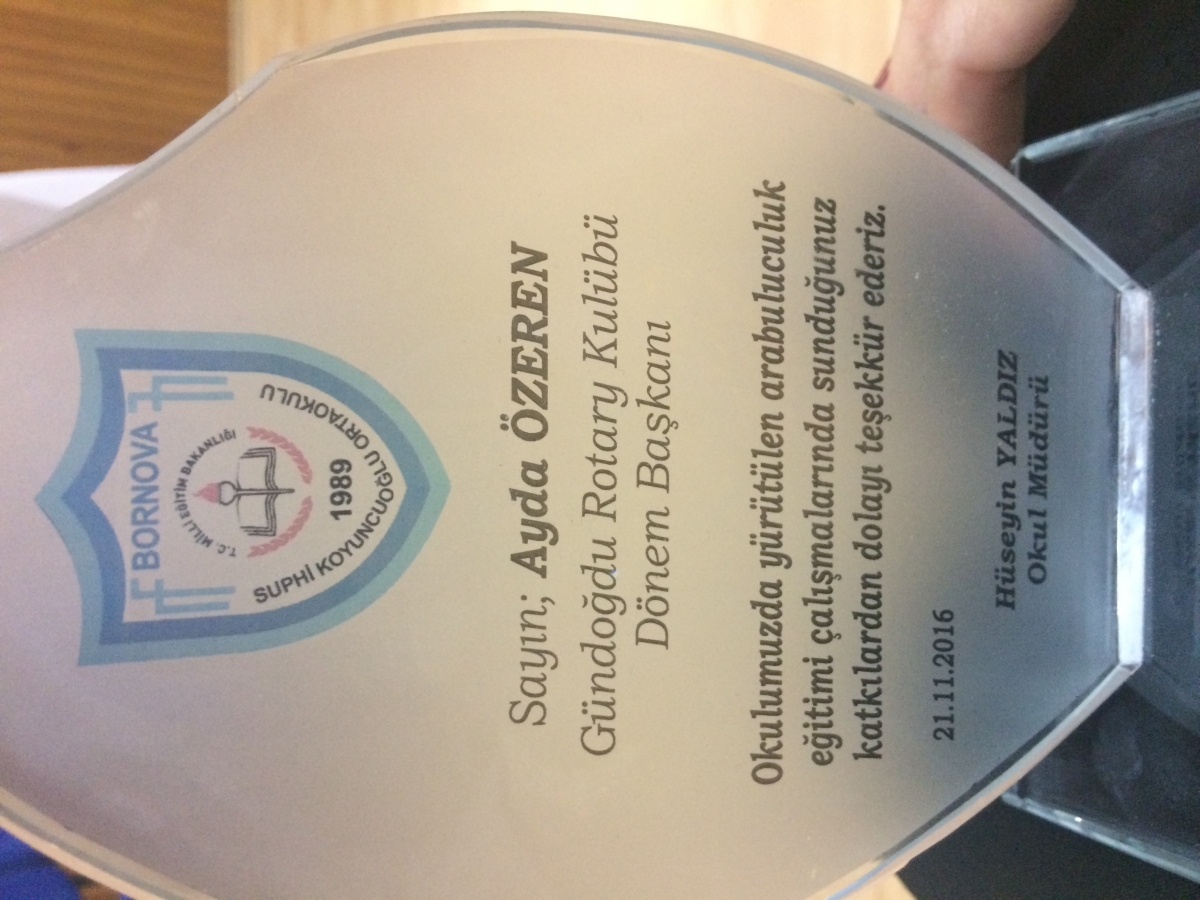 BORNOVA
T.C. MİLLİ EĞİTİM BAKANLIĞI
1989
SUPHİ KOYUNCUOĞLU ORTAOKULU
Sayın; Ayda ÖZEREN
Gündoğdu Rotary Kulübü
Dönem Başkanı
Okulumuzda yürütülen arabuluculuk
eğitimi çalışmalarında sunduğunuz
katkılardan dolayı teşekkür ederiz.
21.11.2016
Hüseyin YALDIZ
Okul Müdürü